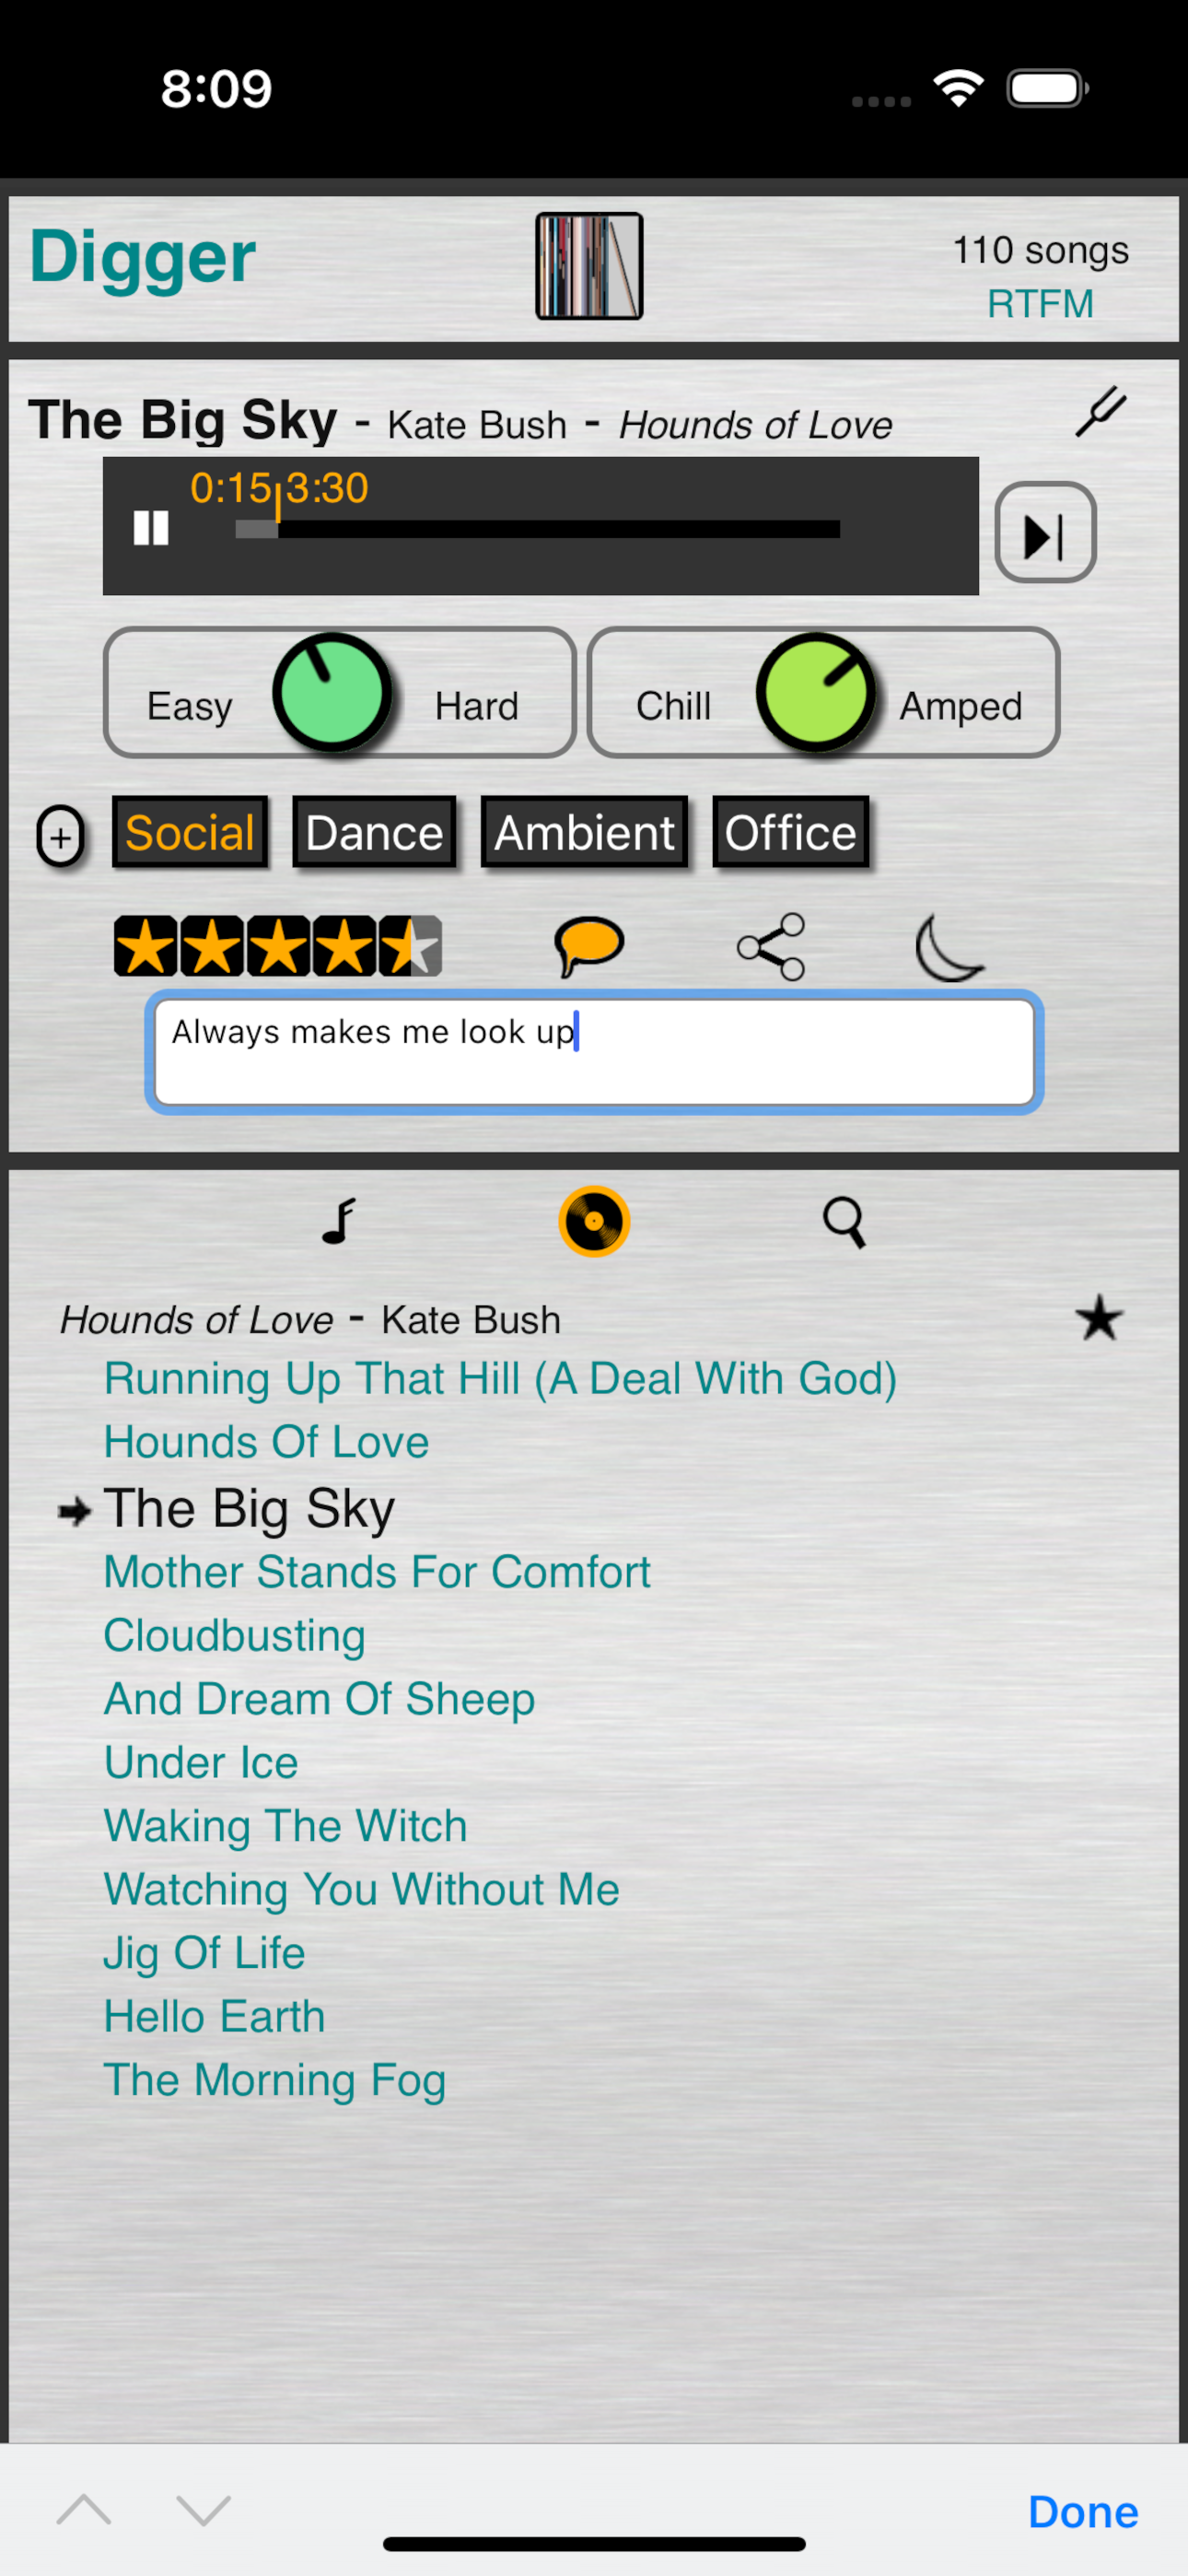 8:09
Digger
110 songs
RTFM
The Big Sky - Kate Bush - Hounds of Love
0:15 3:30
Easy Hard Chill Amped
+ Social Dance Ambient Office
Always makes me look up
Hounds of Love - Kate Bush
Running Up That Hill (A Deal With God)
Hounds Of Love
The Big Sky
Mother Stands For Comfort
Cloudbusting
And Dream Of Sheep
Under Ice
Waking The Witch
Watching You Without Me
Jig Of Life
Hello Earth
The Morning Fog
Done